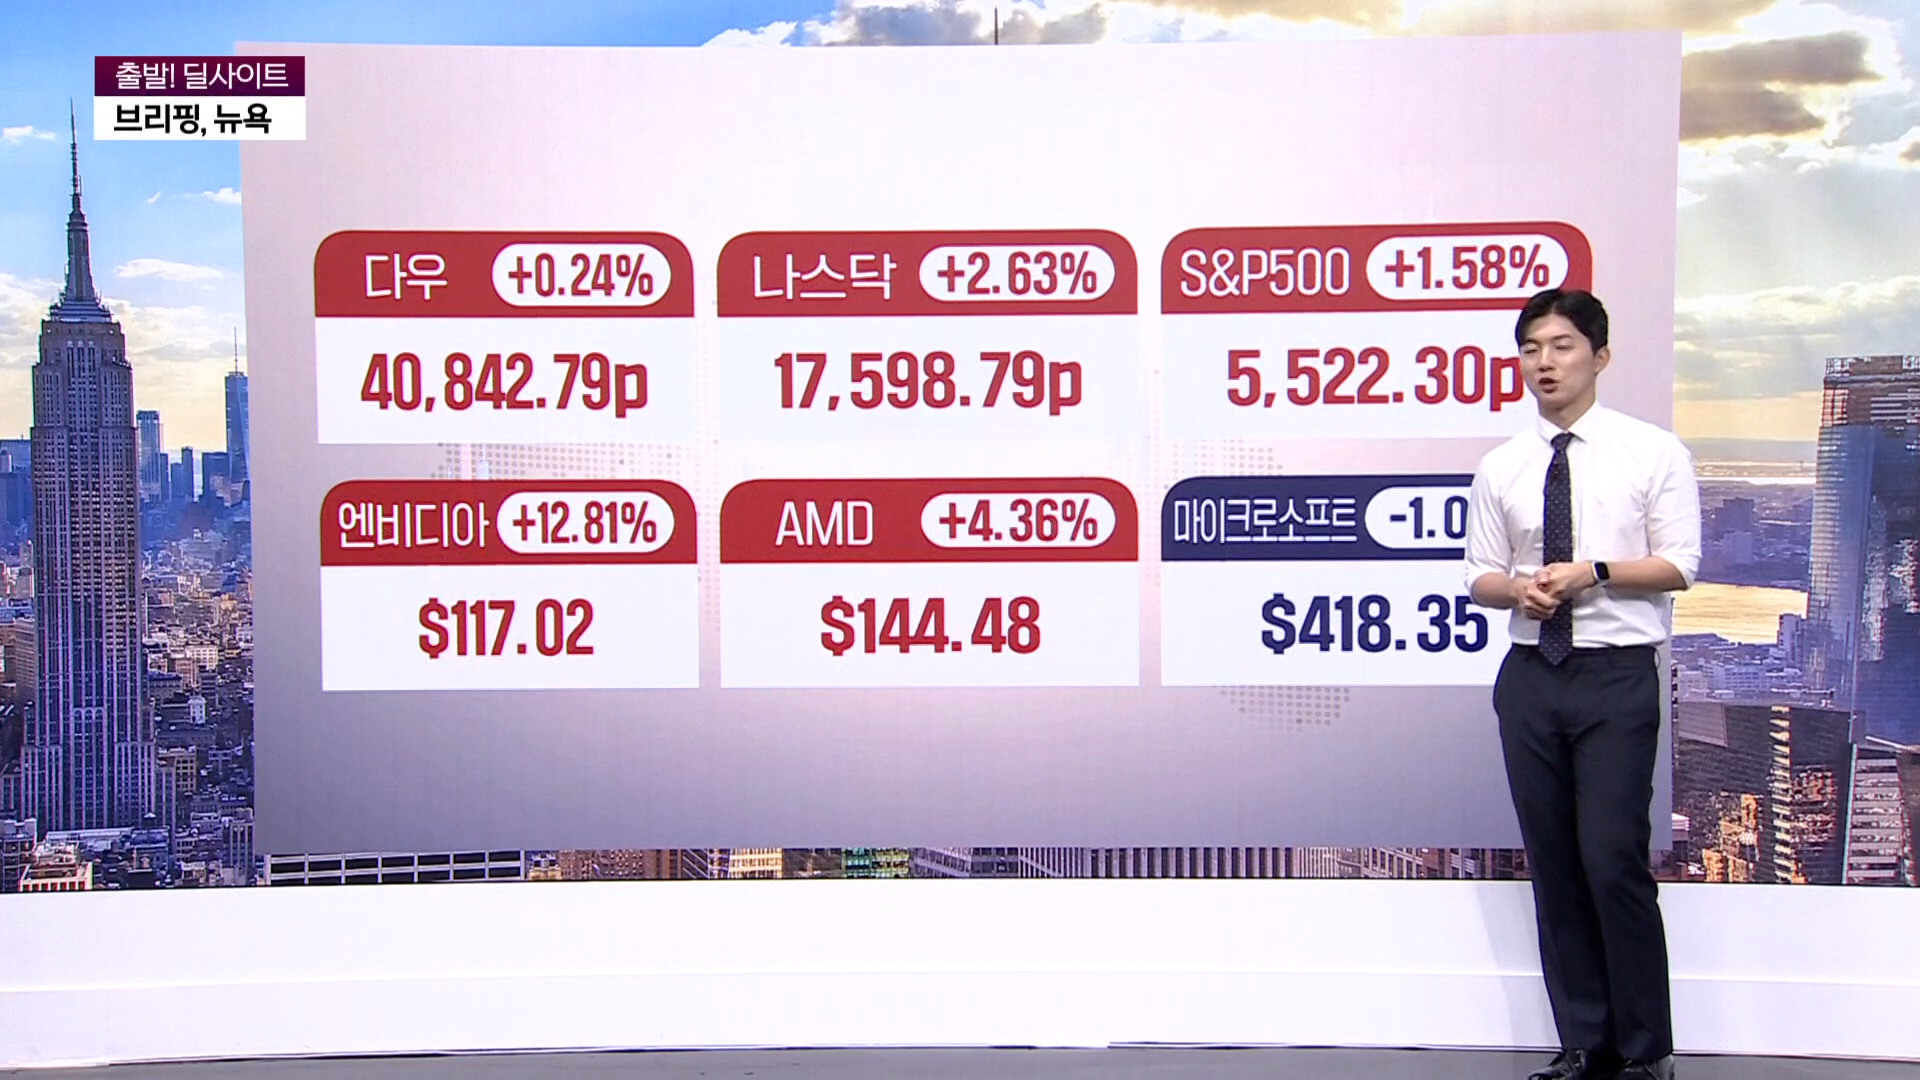 출발! 딜사이트
브리핑, 뉴욕
다우 +0.24%
40,842.79p
나스닥 +2.63%
17,598.79p
S&P500 +1.58%
5,522.30p
엔비디아 +12.81%
$117.02
AMD +4.36%
$144.48
마이크로소프트 -1.0
$418.35